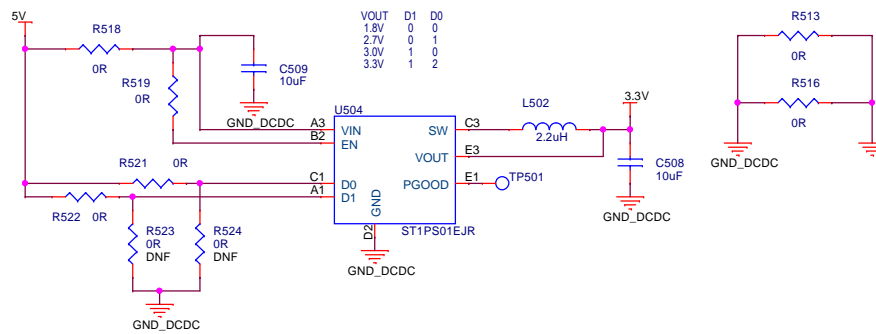 5V
R518
0R
R519
0R
C509
10uF
GND_DCDC
VOUT D1 D0
1.8V 0 0
2.7V 0 1
3.0V 1 0
3.3V 1 2
R513
0R
R516
0R
GND_DCDC
U504
A3 VIN
B2 EN
C1 D0
A1 D1
GND
D2
SW C3
VOUT E3
PGOOD E1
ST1PS01EJR
GND_DCDC
L502
2.2uH
3.3V
C508
10uF
GND_DCDC
TP501
R521 0R
R522 0R
R523
0R
DNF
R524
0R
DNF
GND_DCDC